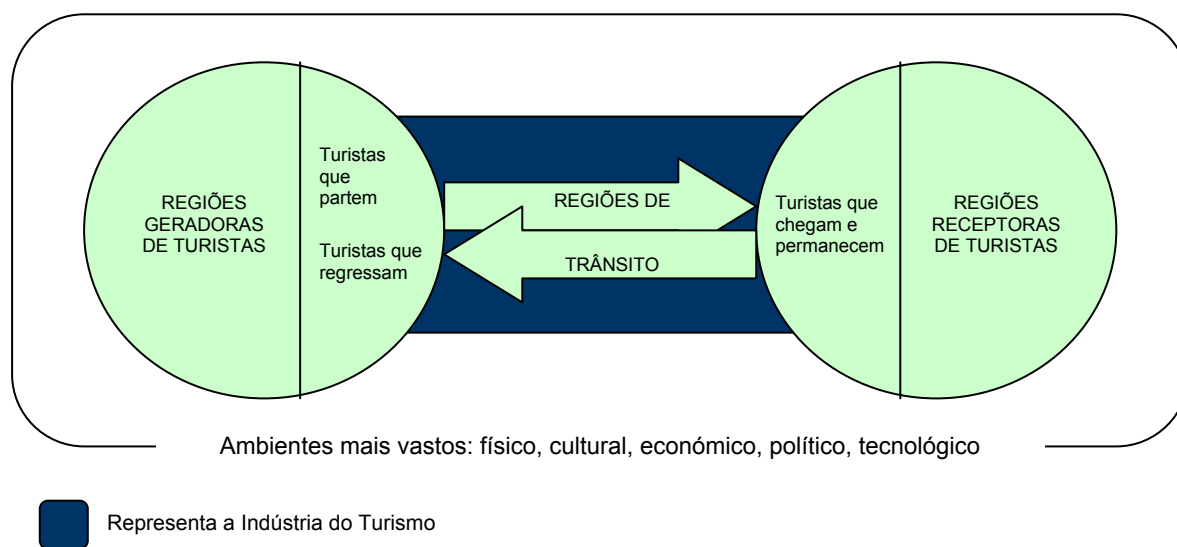 REGIÕES
GERADORAS
DE TURISTAS
Turistas
que
partem
Turistas que
regressam
REGIÕES DE
TRÂNSITO
Turistas que
chegam e
permanecem
REGIÕES
RECEPTORAS
DE TURISTAS
Ambientes mais vastos: físico, cultural, económico, político, tecnológico
Representa a Indústria do Turismo